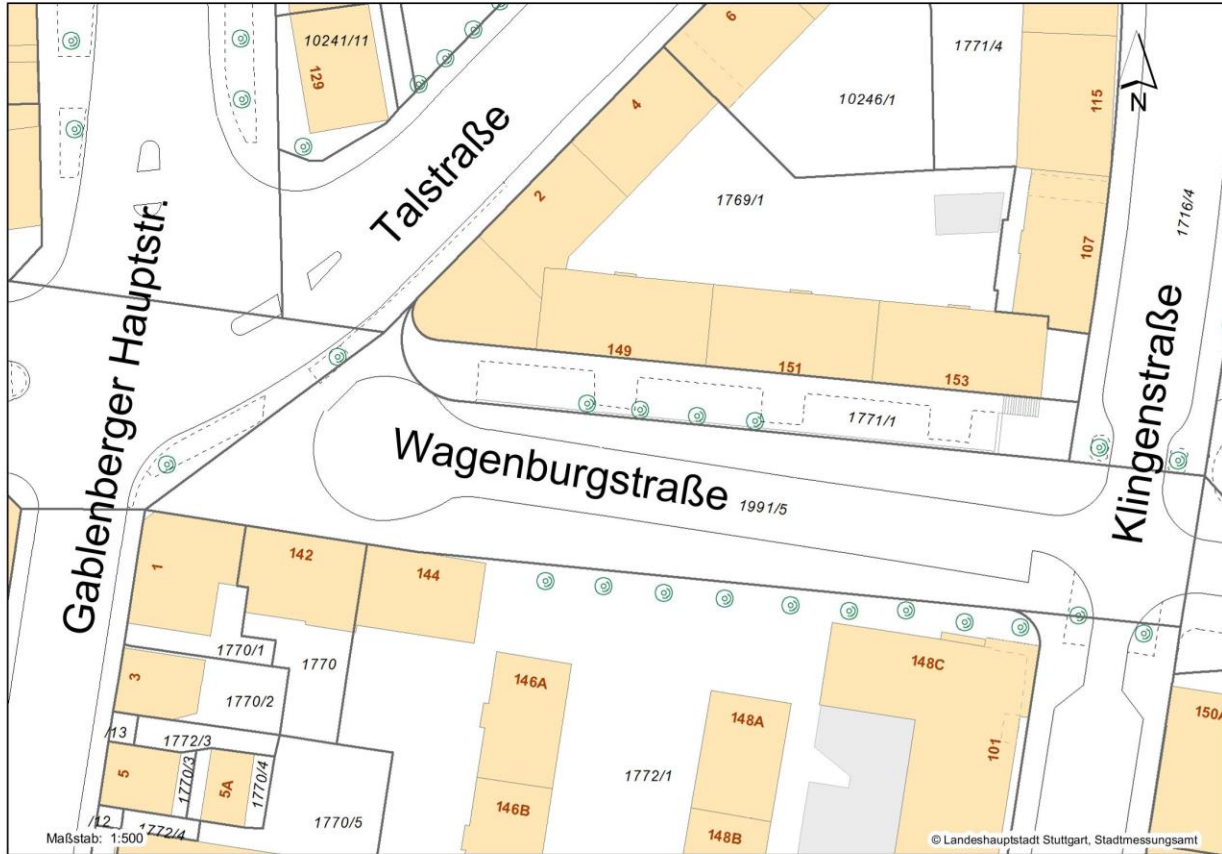 6
10241/11
1771/4
129
4
10246/1
115
N
Talstraße
2
1769/1
1716/4
107
Gablenberger Hauptstr.
Klingenstraße
149
151
153
1771/1
Wagenburgstraße
1991/5
1
142
144
1770/1
1770
148C
3
1770/2
146A
148A
150A
/13
1772/3
5
1770/3
5A
1770/4
1772/1
101
146B
148B
/12
1772/4
1770/5
Maßstab: 1:500
© Landeshauptstadt Stuttgart, Stadtmessungsamt